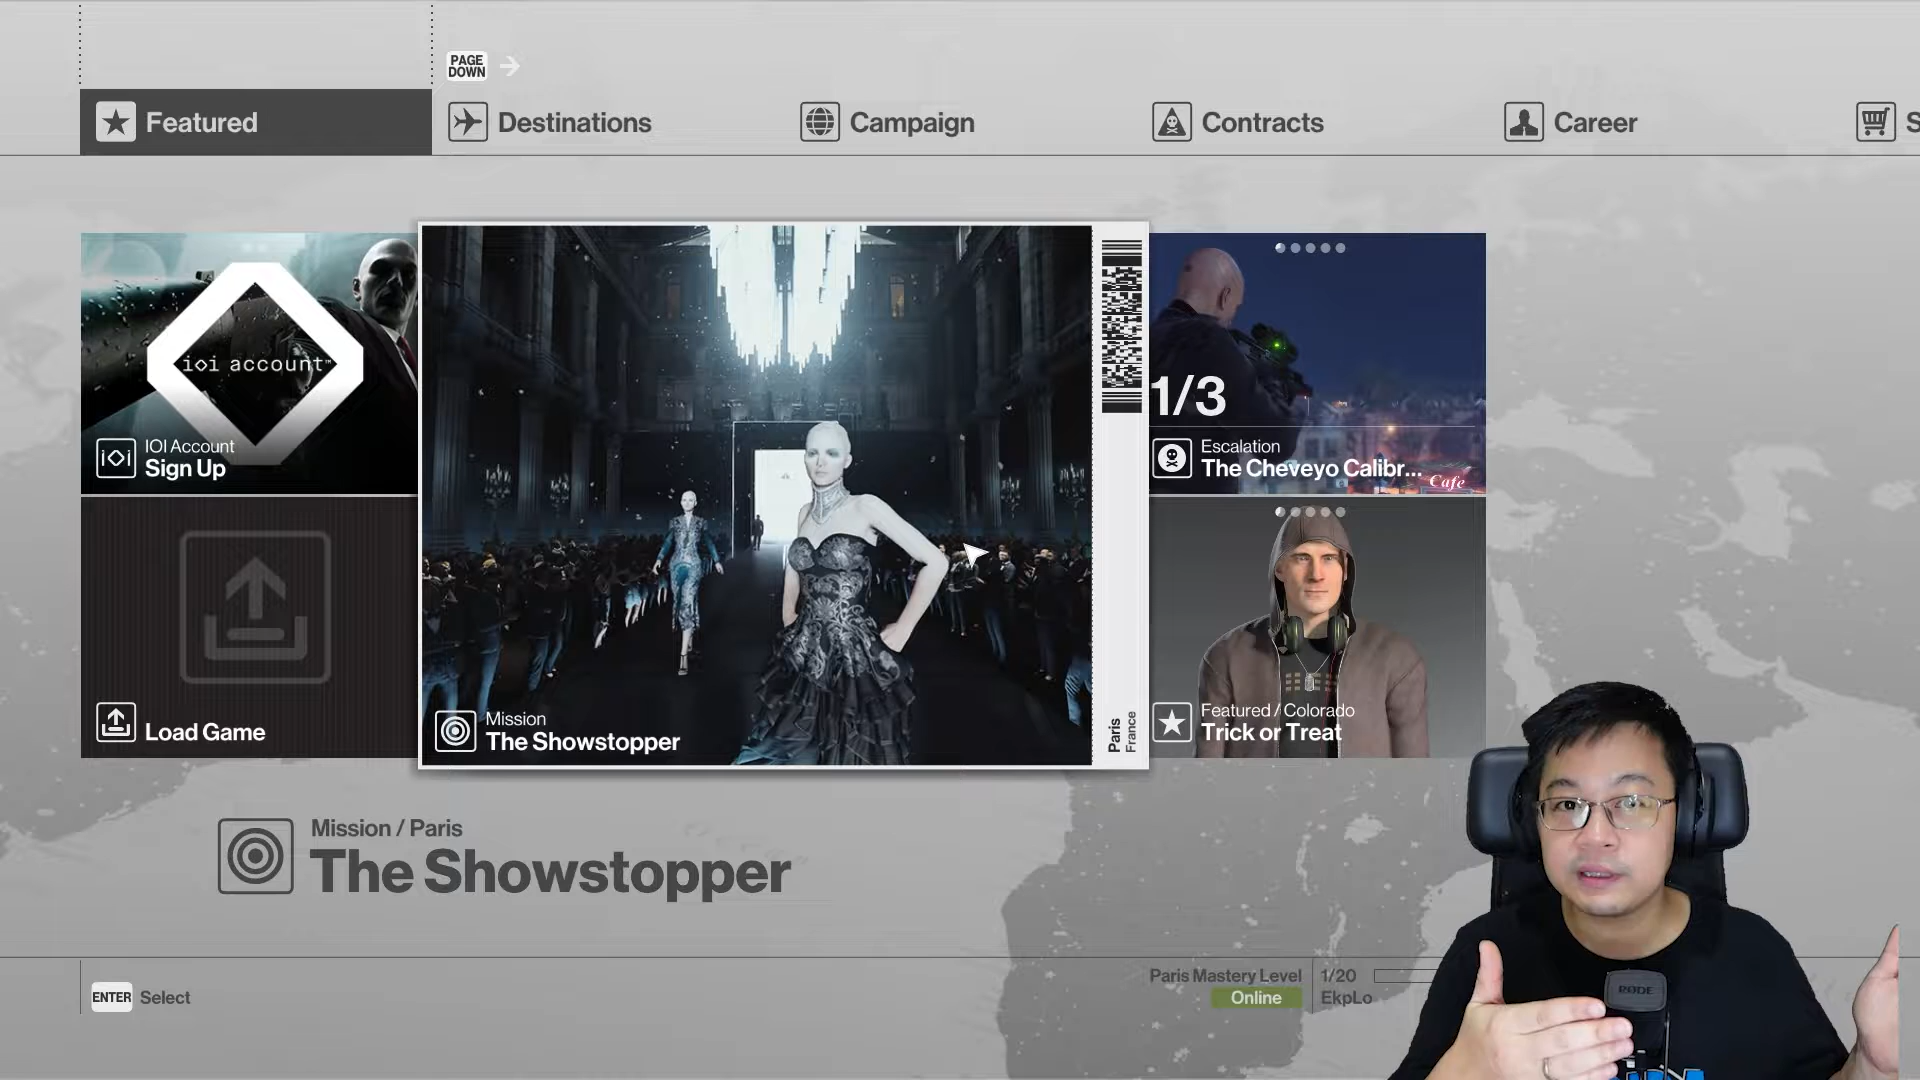 PAGE
DOWN
Featured
Destinations
Campaign
Contracts
Career
S
ioi account™
IOI Account
Sign Up
Load Game
Mission
The Showstopper
Paris
France
1/3
Escalation
The Cheveyo Calibr...
Cafe
Featured / Colorado
Trick or Treat
Mission / Paris
The Showstopper
ENTER Select
Paris Mastery Level 1/20
Online EkpLo
RØDE